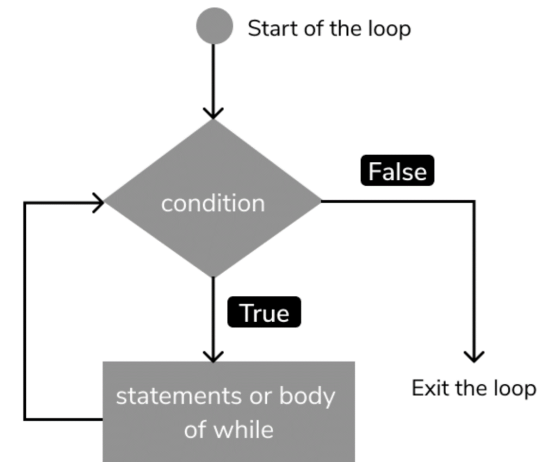 Start of the loop
False
condition
True
statements or body
of while
Exit the loop